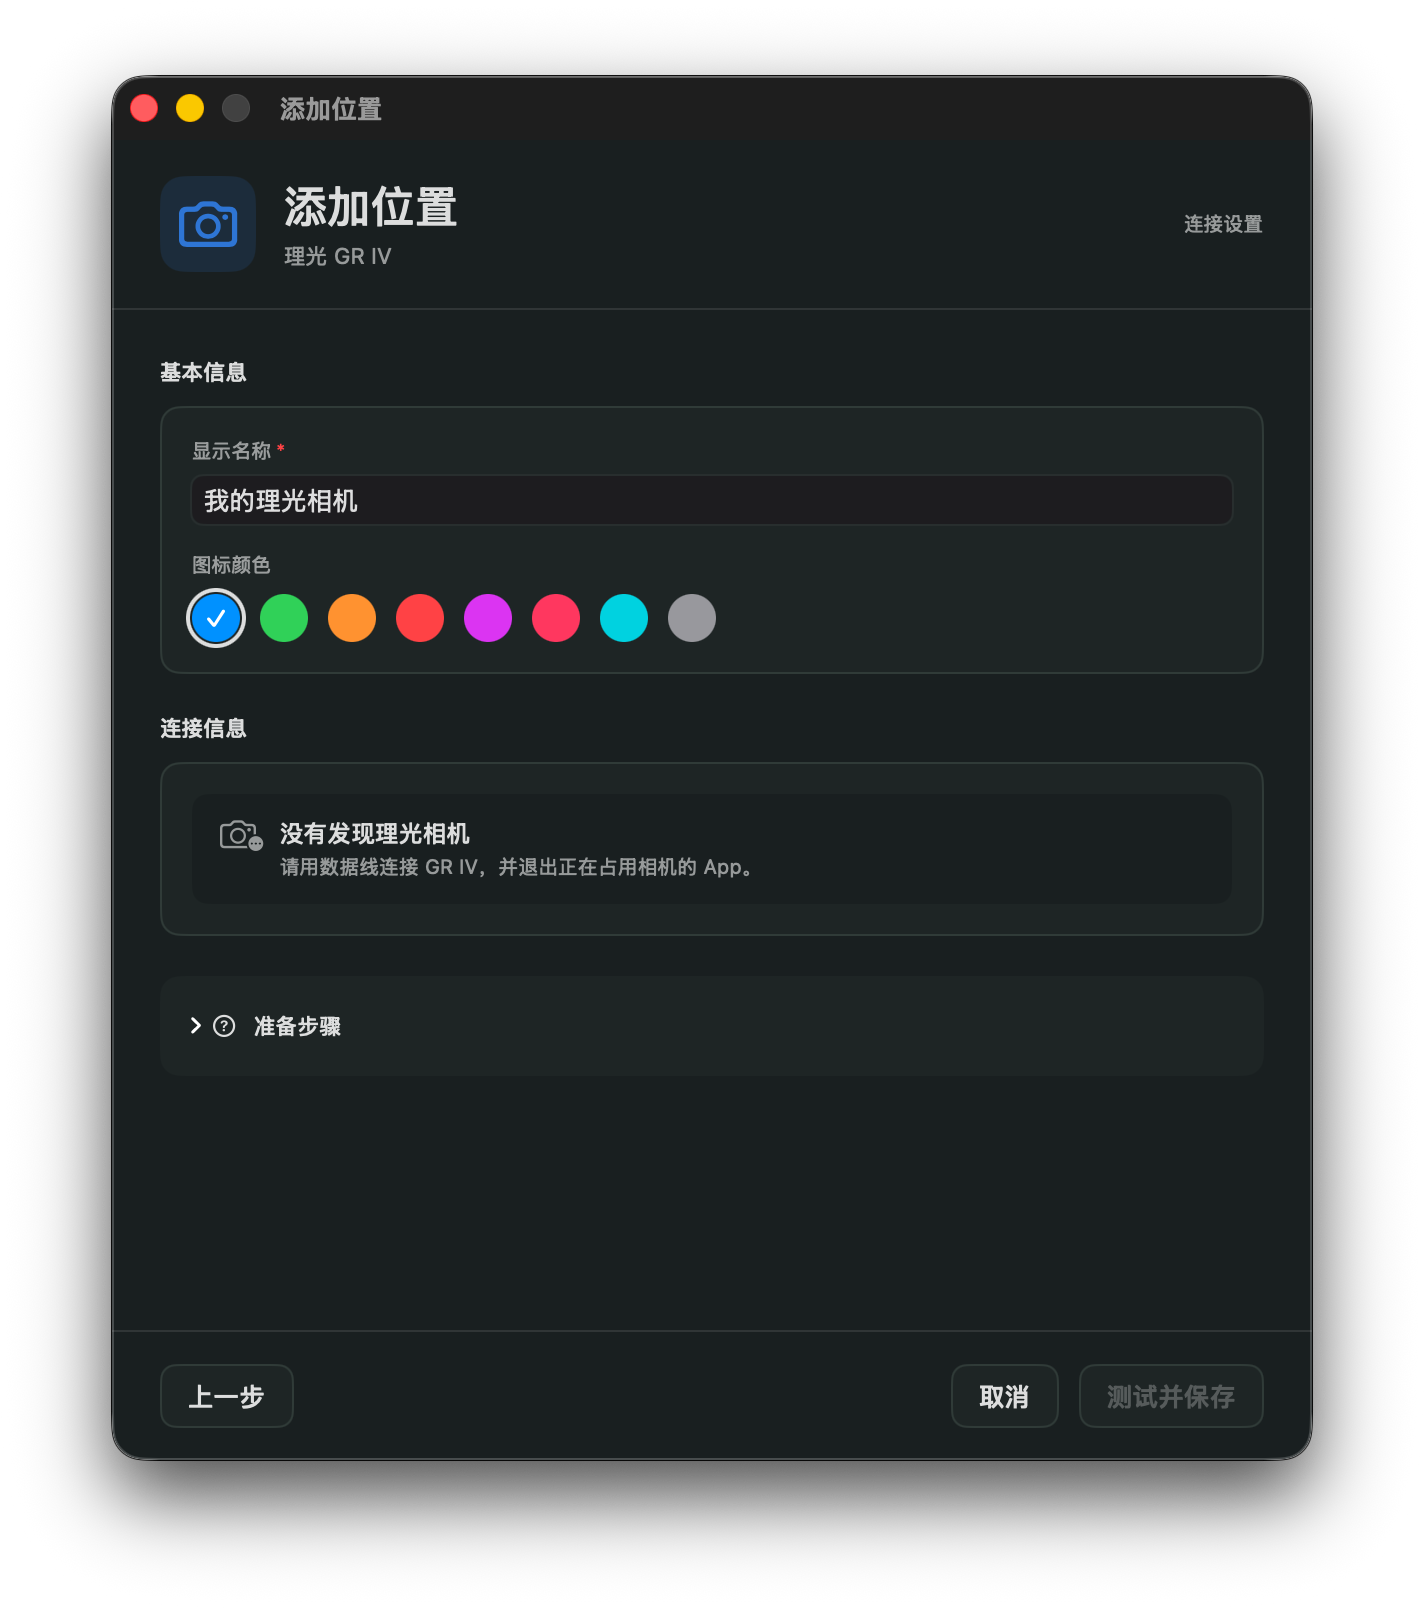 添加位置
添加位置
理光 GR IV
连接设置
基本信息
显示名称 *
我的理光相机
图标颜色
连接信息
没有发现理光相机
请用数据线连接 GR IV，并退出正在占用相机的 App。
准备步骤
上一步
取消
测试并保存